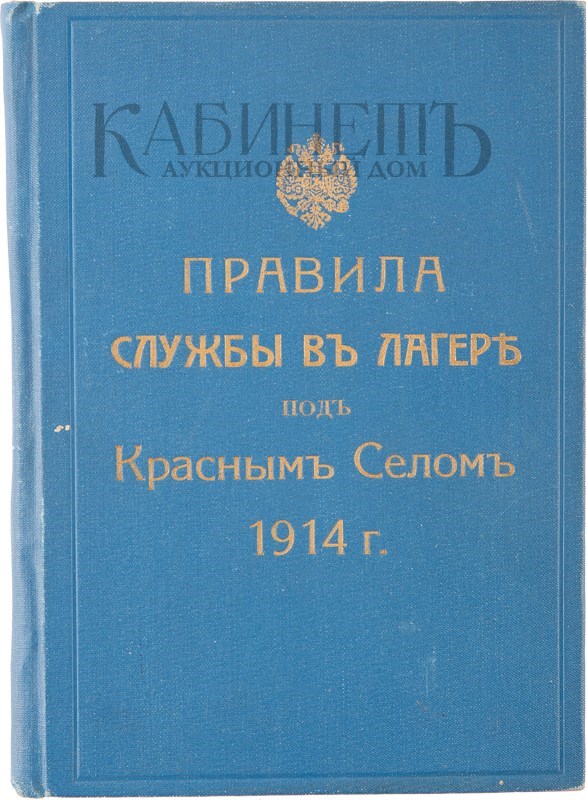 КАБИНЕТЪ
АУКЦИОННЫЙ ДОМ
ПРАВИЛА
СЛУЖБЫ ВЪ ЛАГЕРѢ
ПОДЪ
Краснымъ Селомъ
1914 г.